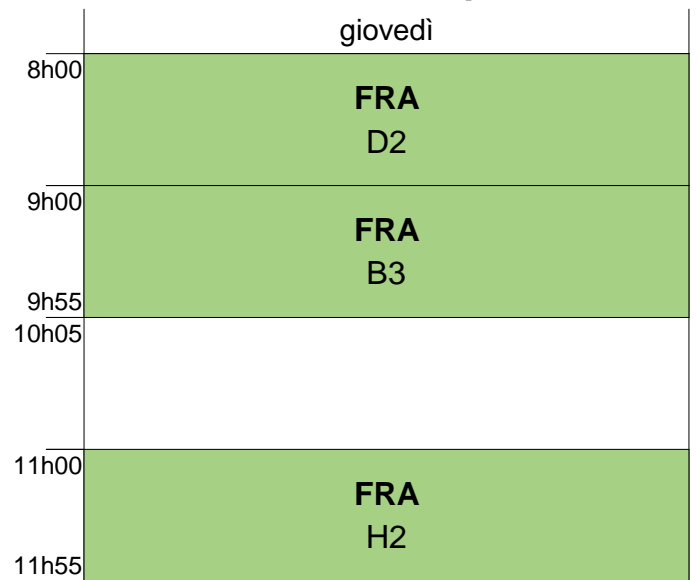 giovedì
8h00
FRA
D2
9h00
FRA
B3
9h55
10h05
11h00
FRA
H2
11h55